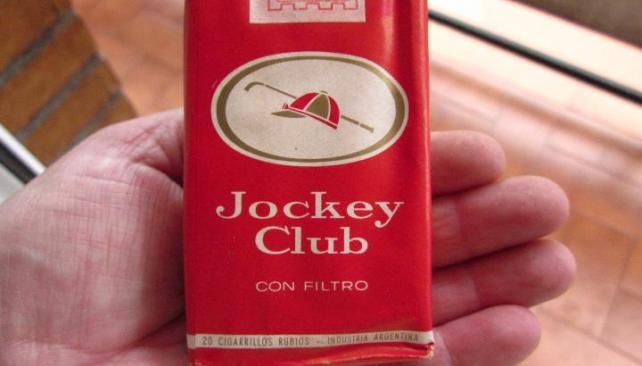 Jockey
Club
CON FILTRO
20 CIGARRILLOS RUBIOS - INDUSTRIA ARGENTINA